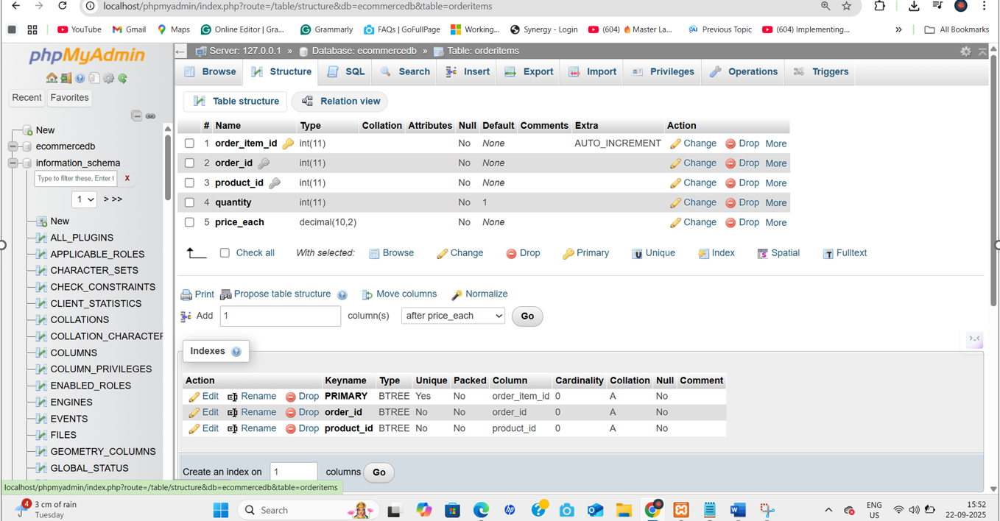 localhost/phpmyadmin/index.php?route=/table/structure&db=ecommercedb&table=orderitems
YouTube Gmail Maps Online Editor | Gra... Grammarly FAQs | GoFullPage Working... Synergy - Login (604) 🔥 Master La... Previous Topic (604) Implementing... » All Bookmarks
phpMyAdmin
Recent Favorites
New
ecommercedb
information_schema
Type to filter these, Enter t X
1 > >>
New
ALL_PLUGINS
APPLICABLE_ROLES
CHARACTER_SETS
CHECK_CONSTRAINTS
CLIENT_STATISTICS
COLLATIONS
COLLATION_CHARACTER
COLUMNS
COLUMN_PRIVILEGES
ENABLED_ROLES
ENGINES
EVENTS
FILES
GEOMETRY_COLUMNS
GLOBAL_STATUS
Server: 127.0.0.1 » Database: ecommercedb » Table: orderitems
Browse Structure SQL Search Insert Export Import Privileges Operations Triggers
Table structure Relation view
# Name Type Collation Attributes Null Default Comments Extra Action
1 order_item_id int(11) No None AUTO_INCREMENT Change Drop More
2 order_id int(11) No None Change Drop More
3 product_id int(11) No None Change Drop More
4 quantity int(11) No 1 Change Drop More
5 price_each decimal(10,2) No None Change Drop More
Check all With selected: Browse Change Drop Primary Unique Index Spatial Fulltext
Print Propose table structure Move columns Normalize
Add 1 column(s) after price_each Go
Indexes
Action Keyname Type Unique Packed Column Cardinality Collation Null Comment
Edit Rename Drop PRIMARY BTREE Yes No order_item_id 0 A No
Edit Rename Drop order_id BTREE No No order_id 0 A No
Edit Rename Drop product_id BTREE No No product_id 0 A No
Create an index on 1 columns Go
localhost/phpmyadmin/index.php?route=/table/structure&db=ecommercedb&table=orderitems
4 3 cm of rain
Tuesday
Search
ENG
US
15:52
22-09-2025